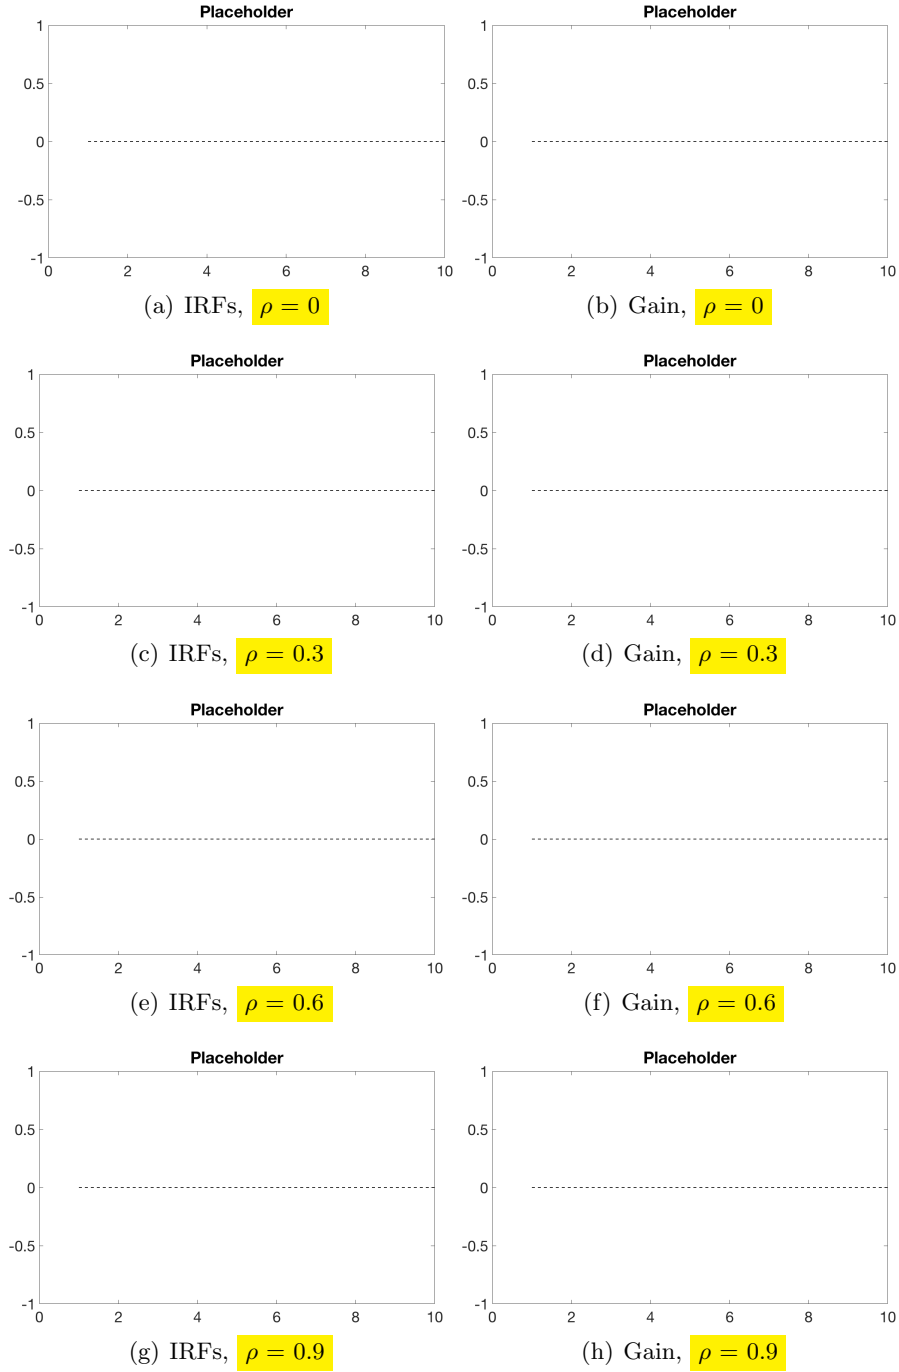 Placeholder
1
0.5
0
-0.5
-1
0 2 4 6 8 10
(a) IRFs, ρ = 0
Placeholder
1
0.5
0
-0.5
-1
0 2 4 6 8 10
(b) Gain, ρ = 0
Placeholder
1
0.5
0
-0.5
-1
0 2 4 6 8 10
(c) IRFs, ρ = 0.3
Placeholder
1
0.5
0
-0.5
-1
0 2 4 6 8 10
(d) Gain, ρ = 0.3
Placeholder
1
0.5
0
-0.5
-1
0 2 4 6 8 10
(e) IRFs, ρ = 0.6
Placeholder
1
0.5
0
-0.5
-1
0 2 4 6 8 10
(f) Gain, ρ = 0.6
Placeholder
1
0.5
0
-0.5
-1
0 2 4 6 8 10
(g) IRFs, ρ = 0.9
Placeholder
1
0.5
0
-0.5
-1
0 2 4 6 8 10
(h) Gain, ρ = 0.9